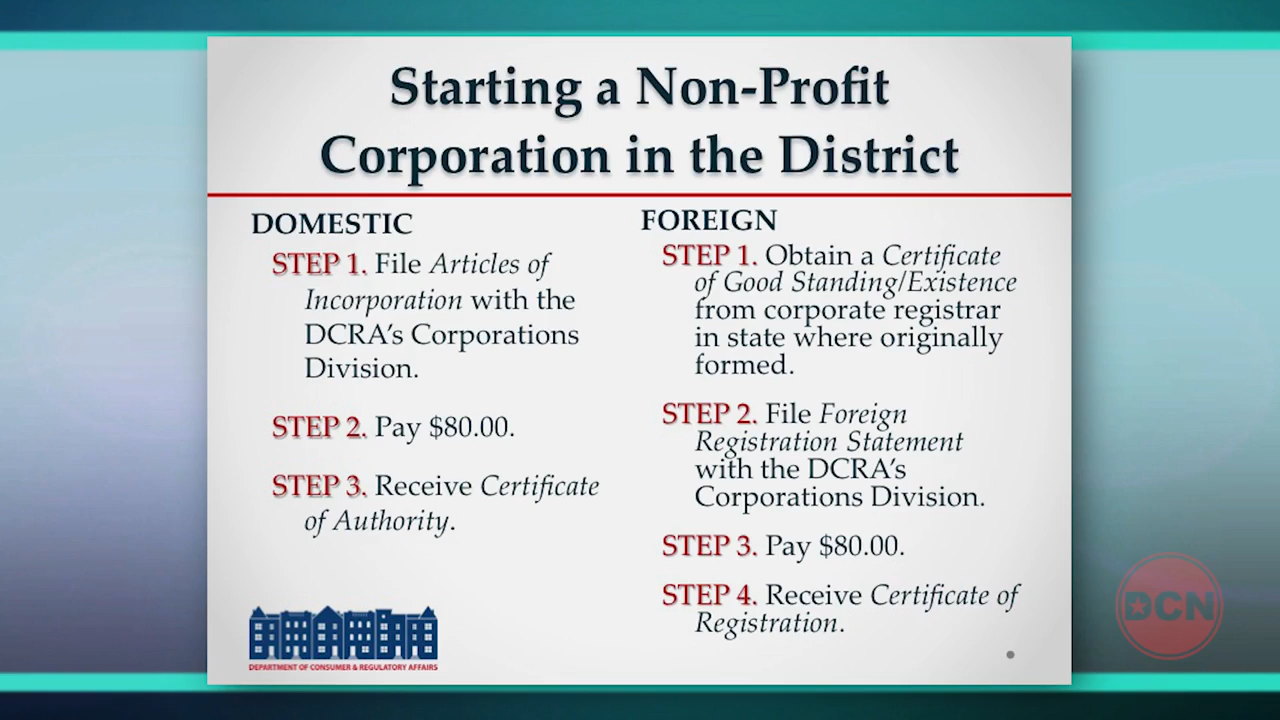 Starting a Non-Profit
Corporation in the District
DOMESTIC
STEP 1. File Articles of
Incorporation with the
DCRA’s Corporations
Division.
STEP 2. Pay $80.00.
STEP 3. Receive Certificate
of Authority.
FOREIGN
STEP 1. Obtain a Certificate
of Good Standing/Existence
from corporate registrar
in state where originally
formed.
STEP 2. File Foreign
Registration Statement
with the DCRA’s
Corporations Division.
STEP 3. Pay $80.00.
STEP 4. Receive Certificate of
Registration.
DEPARTMENT OF CONSUMER & REGULATORY AFFAIRS
DCN